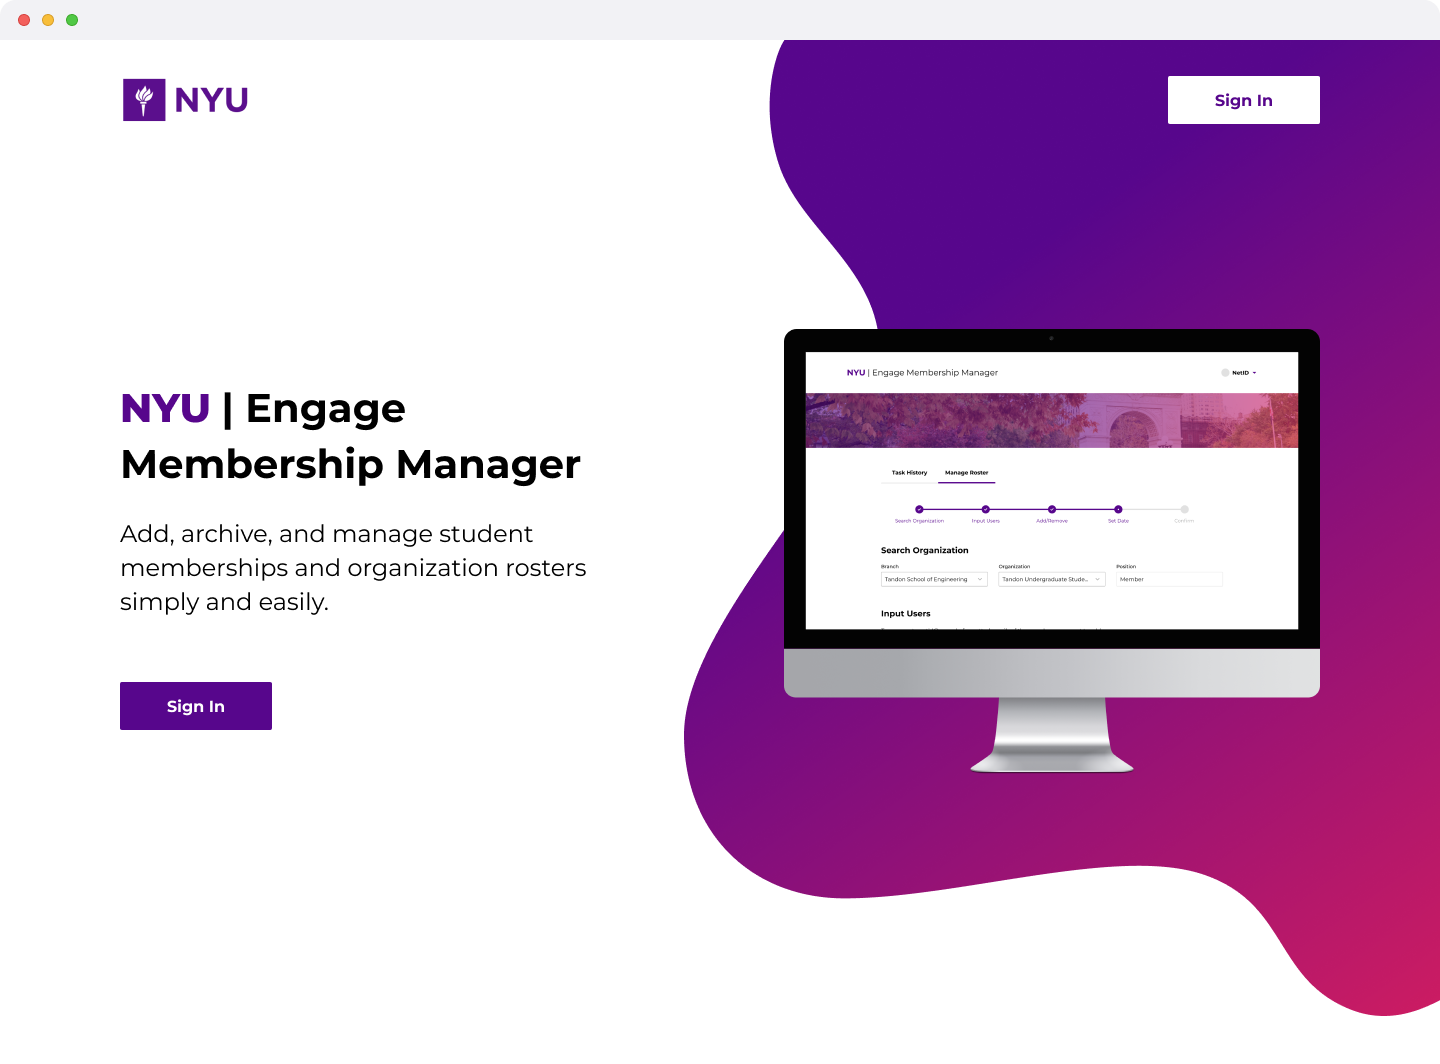 NYU
Sign In
NYU | Engage
Membership Manager
Add, archive, and manage student
memberships and organization rosters
simply and easily.
Sign In
NYU | Engage Membership Manager
NetID
Task History
Manage Roster
Search Organization
Input Users
Add/Remove
Set Date
Confirm
Search Organization
Branch
Organization
Position
Tandon School of Engineering
Tandon Undergraduate Stude...
Member
Input Users